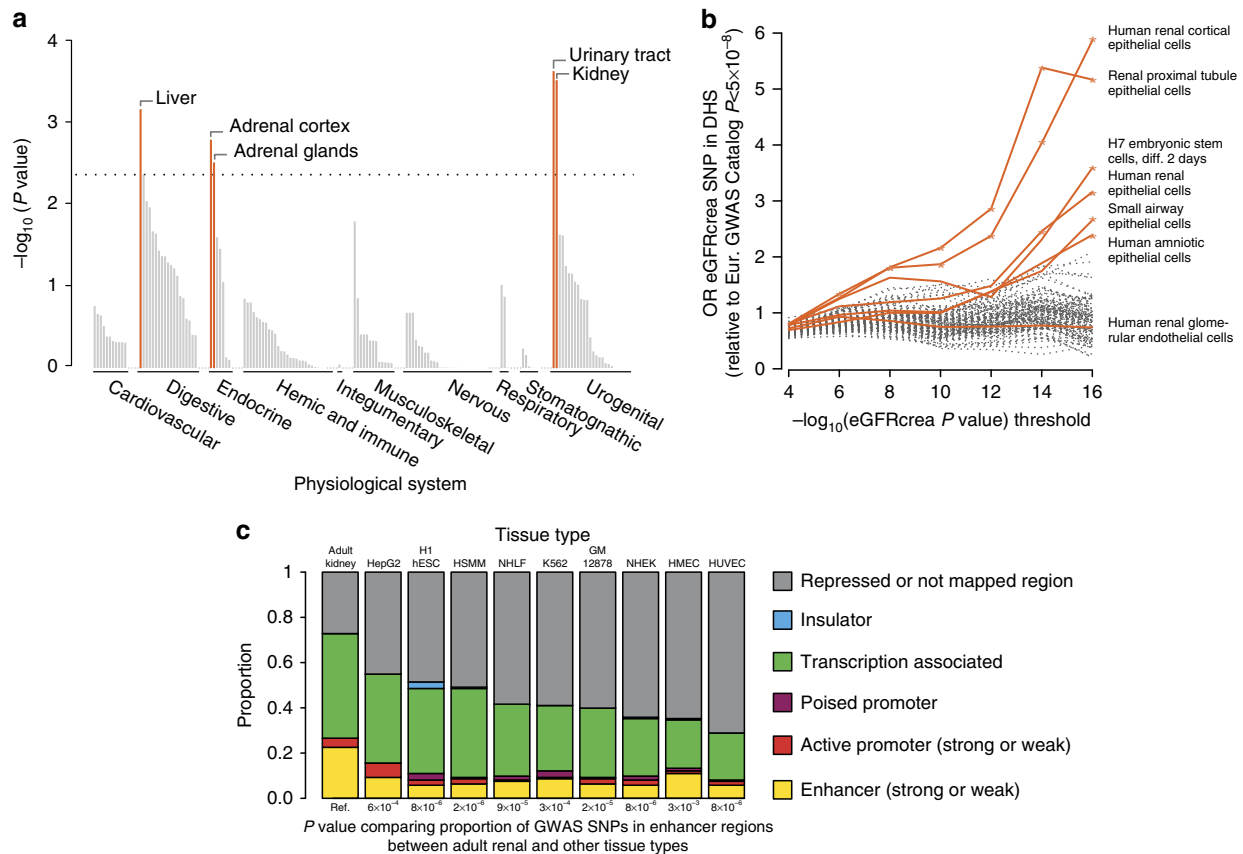 a
4
3
2
1
0
–log10 (P value)
Liver
Adrenal cortex
Adrenal glands
Urinary tract
Kidney
Cardiovascular
Digestive
Endocrine
Hemic and immune
Integumentary
Musculoskeletal
Nervous
Respiratory
Stomatognathic
Urogenital
Physiological system
b
OR eGFRcrea SNP in DHS
(relative to Eur. GWAS Catalog P<5×10⁻⁸)
6
5
4
3
2
1
0
4
6
8
10
12
14
16
–log10(eGFRcrea P value) threshold
Human renal cortical
epithelial cells
Renal proximal tubule
epithelial cells
H7 embryonic stem
cells, diff. 2 days
Human renal
epithelial cells
Small airway
epithelial cells
Human amniotic
epithelial cells
Human renal glome-
rular endothelial cells
c
Tissue type
Adult
kidney
HepG2
H1
hESC
HSMM
NHLF
K562
GM
12878
NHEK
HMEC
HUVEC
Proportion
1
0.8
0.6
0.4
0.2
0.0
Ref.
6×10⁻⁴
8×10⁻⁶
2×10⁻⁶
9×10⁻⁵
3×10⁻⁴
2×10⁻⁵
8×10⁻⁶
3×10⁻³
8×10⁻⁶
P value comparing proportion of GWAS SNPs in enhancer regions
between adult renal and other tissue types
Repressed or not mapped region
Insulator
Transcription associated
Poised promoter
Active promoter (strong or weak)
Enhancer (strong or weak)